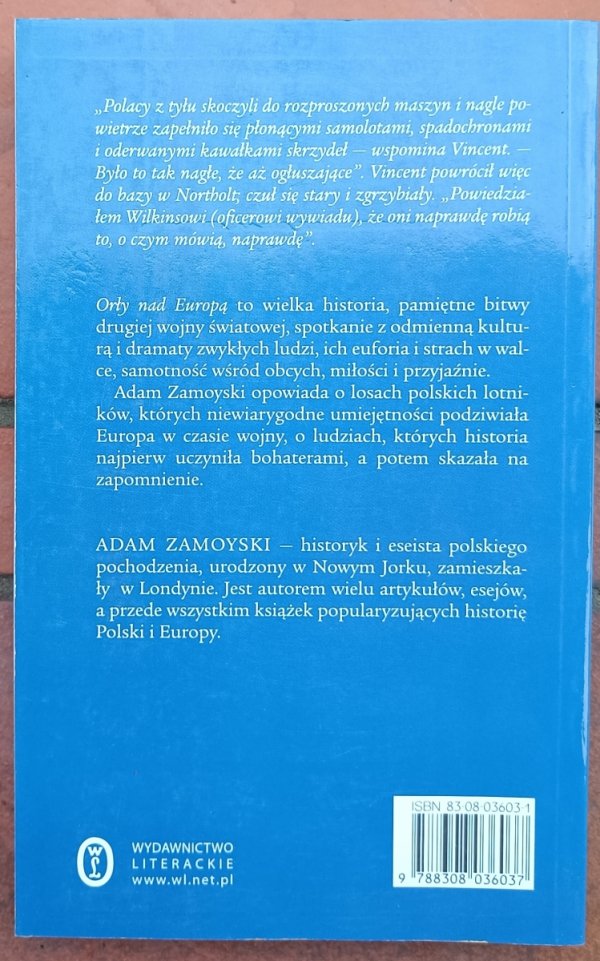 „Polacy z tyłu skoczyli do rozproszonych maszyn i nagle po-
wietrze zapełniło się płonącymi samolotami, spadochronami
i oderwanymi kawałkami skrzydeł — wspomina Vincent. —
Było to tak nagłe, że aż ogłuszające”. Vincent powrócił więc
do bazy w Northolt; czuł się stary i zgrzybiały. „Powiedzia-
łem Wilkinsowi (oficerowi wywiadu), że oni naprawdę robią
to, o czym mówią, naprawdę”.
Orły nad Europą to wielka historia, pamiętne bitwy
drugiej wojny światowej, spotkanie z odmienną kultu-
rą i dramaty zwykłych ludzi, ich euforia i strach w wal-
ce, samotność wśród obcych, miłości i przyjaźnie.
Adam Zamoyski opowiada o losach polskich lotni-
ków, których niewiarygodne umiejętności podziwiała
Europa w czasie wojny, o ludziach, których historia
najpierw uczyniła bohaterami, a potem skazała na
zapomnienie.
ADAM ZAMOYSKI — historyk i eseista polskiego
pochodzenia, urodzony w Nowym Jorku, zamieszka-
ły w Londynie. Jest autorem wielu artykułów, esejów,
a przede wszystkim książek popularyzujących historię
Polski i Europy.
ISBN 83-08-03603-1
9 788308 036037
WL
WYDAWNICTWO
LITERACKIE
www.wl.net.pl